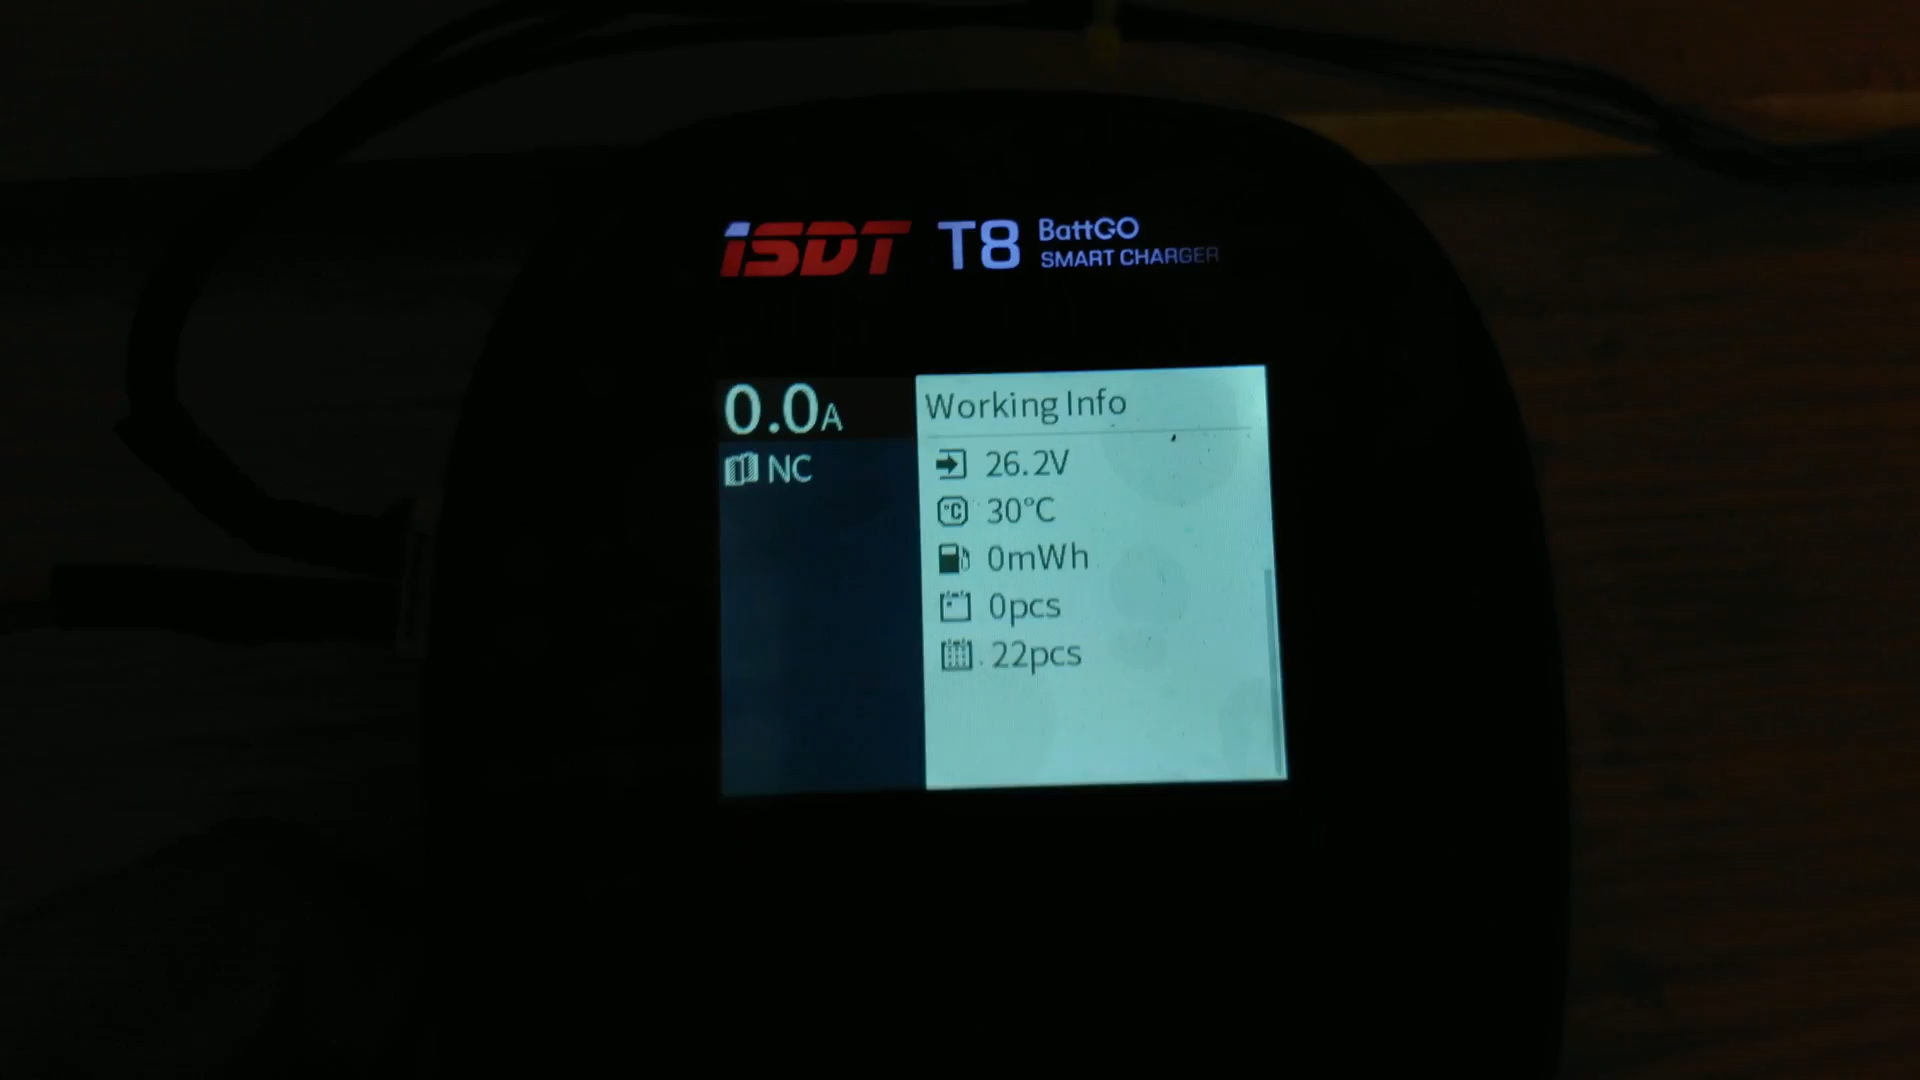 iSDT T8 BattGO
SMART CHARGER
0.0A
NC
Working Info
26.2V
°C 30°C
0mWh
0pcs
22pcs